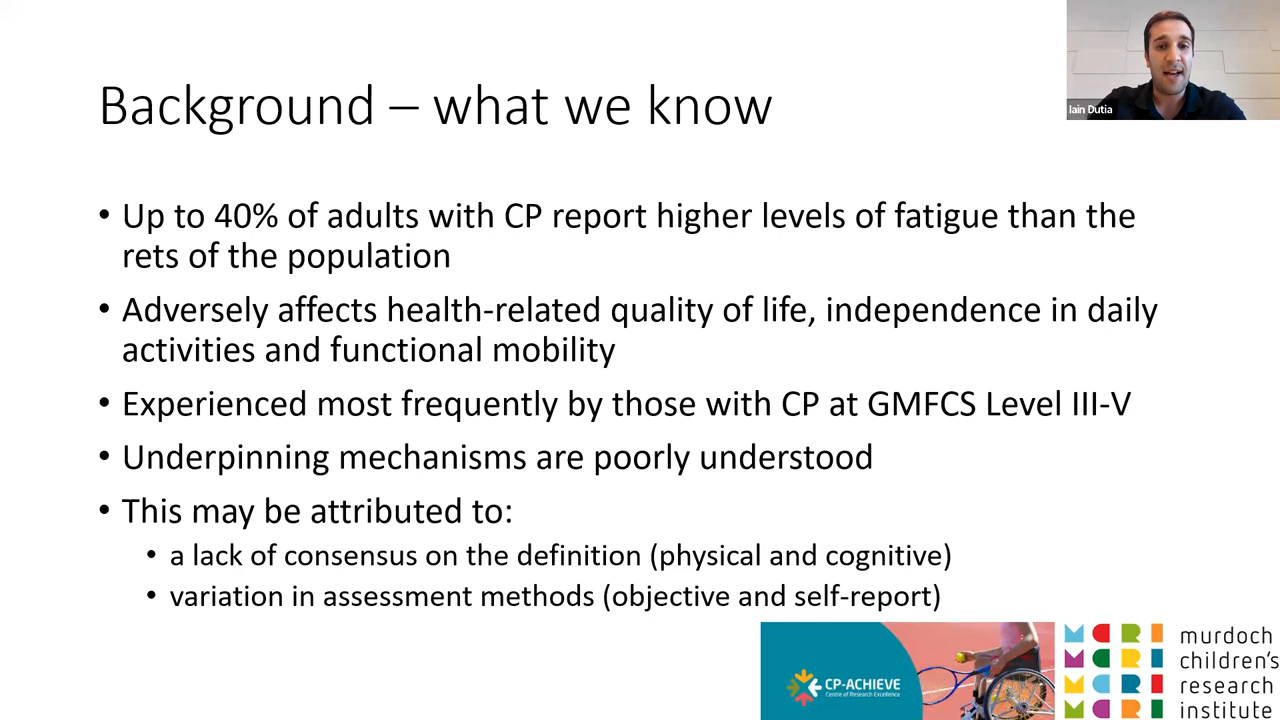 Iain Dutia
Background – what we know
• Up to 40% of adults with CP report higher levels of fatigue than the
rets of the population
• Adversely affects health-related quality of life, independence in daily
activities and functional mobility
• Experienced most frequently by those with CP at GMFCS Level III-V
• Underpinning mechanisms are poorly understood
• This may be attributed to:
• a lack of consensus on the definition (physical and cognitive)
• variation in assessment methods (objective and self-report)
CP-ACHIEVE
Centre of Research Excellence
MCRI
MCRI
MCRI
MCRI
murdoch
children's
research
institute